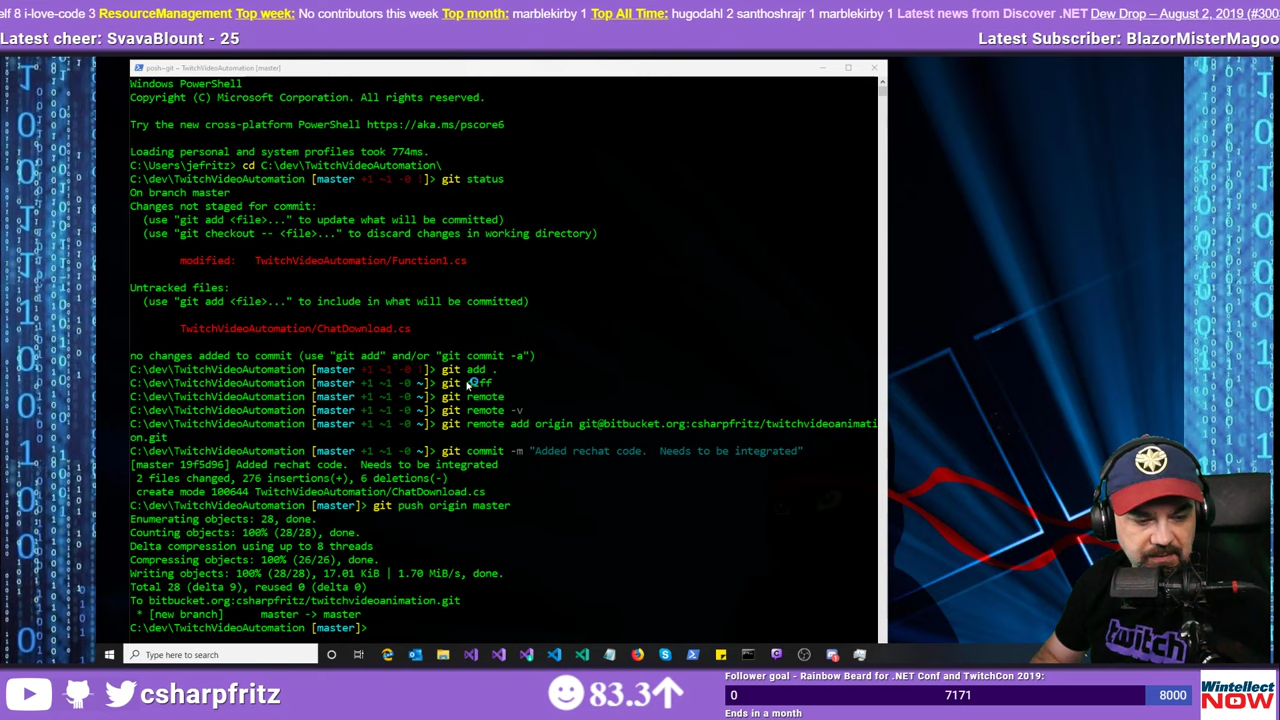 elf 8 i-love-code 3 ResourceManagement Top week: No contributors this week Top month: marblekirby 1 Top All Time: hugodahl 2 santhoshrajr 1 marblekirby 1 Latest news from Discover .NET Dew Drop – August 2, 2019 (#300
Latest cheer: SvavaBlount - 25
Latest Subscriber: BlazorMisterMagoo
posh~git ~ TwitchVideoAutomation [master]
Windows PowerShell
Copyright (C) Microsoft Corporation. All rights reserved.
Try the new cross-platform PowerShell https://aka.ms/pscore6
Loading personal and system profiles took 774ms.
C:\Users\jefritz> cd C:\dev\TwitchVideoAutomation\
C:\dev\TwitchVideoAutomation [master +1 ~1 -0 !]> git status
On branch master
Changes not staged for commit:
(use "git add <file>..." to update what will be committed)
(use "git checkout -- <file>..." to discard changes in working directory)
modified: TwitchVideoAutomation/Function1.cs
Untracked files:
(use "git add <file>..." to include in what will be committed)
TwitchVideoAutomation/ChatDownload.cs
no changes added to commit (use "git add" and/or "git commit -a")
C:\dev\TwitchVideoAutomation [master +1 ~1 -0 !]> git add .
C:\dev\TwitchVideoAutomation [master +1 ~1 -0 ~]> git
C:\dev\TwitchVideoAutomation [master +1 ~1 -0 ~]> git remote
C:\dev\TwitchVideoAutomation [master +1 ~1 -0 ~]> git remote -v
C:\dev\TwitchVideoAutomation [master +1 ~1 -0 ~]> git remote add origin git@bitbucket.org:csharpfritz/twitchvideoanimati
on.git
C:\dev\TwitchVideoAutomation [master +1 ~1 -0 ~]> git commit -m "Added rechat code. Needs to be integrated"
[master 19f5d96] Added rechat code. Needs to be integrated
2 files changed, 276 insertions(+), 6 deletions(-)
create mode 100644 TwitchVideoAutomation/ChatDownload.cs
C:\dev\TwitchVideoAutomation [master]> git push origin master
Enumerating objects: 28, done.
Counting objects: 100% (28/28), done.
Delta compression using up to 8 threads
Compressing objects: 100% (26/26), done.
Writing objects: 100% (28/28), 17.01 KiB | 1.70 MiB/s, done.
Total 28 (delta 9), reused 0 (delta 0)
To bitbucket.org:csharpfritz/twitchvideoanimation.git
* [new branch] master -> master
C:\dev\TwitchVideoAutomation [master]>
twitch
Type here to search
csharpfritz
83.3
Follower goal - Rainbow Beard for .NET Conf and TwitchCon 2019:
0 7171 8000
Ends in a month
Wintellect
NOW